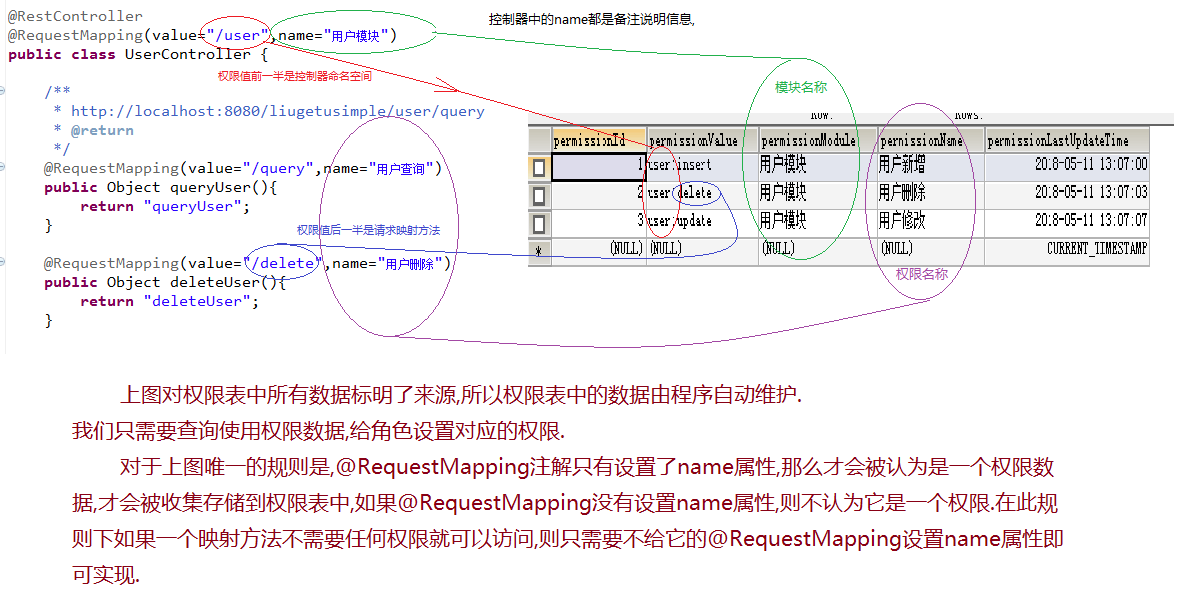 @RestController
@RequestMapping(value="/user",name="用户模块")
控制器中的name都是备注说明信息,
public class UserController {
权限值前一半是控制器命名空间
模块名称
/**
* http://localhost:8080/liugetusimple/user/query
* @return
*/
@RequestMapping(value="/query",name="用户查询")
public Object queryUser(){
return "queryUser";
}
权限值后一半是请求映射方法
@RequestMapping(value="/delete",name="用户删除")
public Object deleteUser(){
return "deleteUser";
}
permissionId permissionValue permissionModule permissionName permissionLastUpdateTime
1 user:insert 用户模块 用户新增 2018-05-11 13:07:00
2 user:delete 用户模块 用户删除 2018-05-11 13:07:03
3 user:update 用户模块 用户修改 2018-05-11 13:07:07
* (NULL) (NULL) (NULL) (NULL) CURRENT_TIMESTAMP
权限名称
上图对权限表中所有数据标明了来源,所以权限表中的数据由程序自动维护.
我们只需要查询使用权限数据,给角色设置对应的权限.
对于上图唯一的规则是,@RequestMapping注解只有设置了name属性,那么才会被认为是一个权限数
据,才会被收集存储到权限表中,如果@RequestMapping没有设置name属性,则不认为它是一个权限.在此规
则下如果一个映射方法不需要任何权限就可以访问,则只需要不给它的@RequestMapping设置name属性即
可实现.